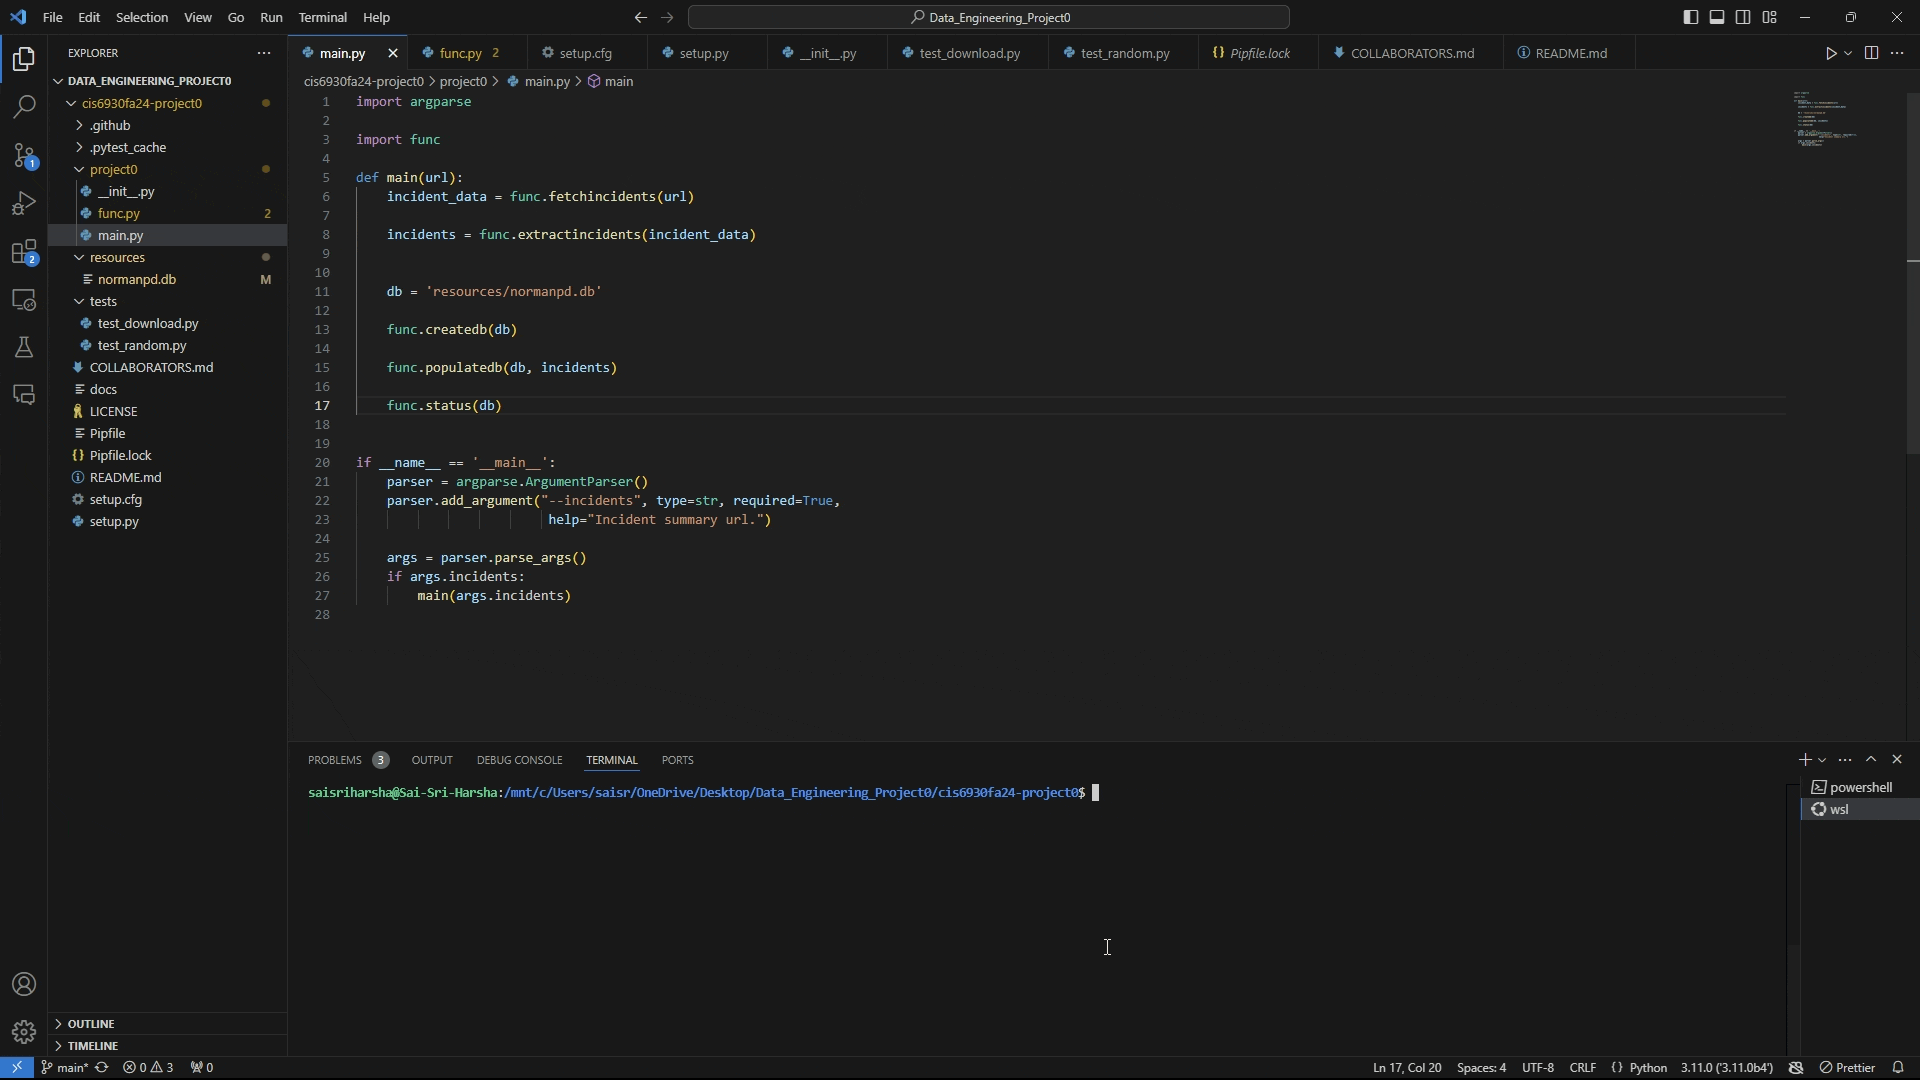 File Edit Selection View Go Run Terminal Help
Data_Engineering_Project0
EXPLORER
DATA_ENGINEERING_PROJECT0
cis6930fa24-project0
.github
.pytest_cache
project0
__init__.py
func.py 2
main.py
resources
normanpd.db M
tests
test_download.py
test_random.py
COLLABORATORS.md
docs
LICENSE
Pipfile
Pipfile.lock
README.md
setup.cfg
setup.py
OUTLINE
TIMELINE
1
2
main.py func.py 2 setup.cfg setup.py __init__.py test_download.py test_random.py Pipfile.lock COLLABORATORS.md README.md
cis6930fa24-project0 > project0 > main.py > main
1 import argparse
2
3 import func
4
5 def main(url):
6 incident_data = func.fetchincidents(url)
7
8 incidents = func.extractincidents(incident_data)
9
10
11 db = 'resources/normanpd.db'
12
13 func.createdb(db)
14
15 func.populatedb(db, incidents)
16
17 func.status(db)
18
19
20 if __name__ == '__main__':
21 parser = argparse.ArgumentParser()
22 parser.add_argument("--incidents", type=str, required=True,
23 help="Incident summary url.")
24
25 args = parser.parse_args()
26 if args.incidents:
27 main(args.incidents)
28
PROBLEMS 3 OUTPUT DEBUG CONSOLE TERMINAL PORTS
saisriharsha@Sai-Sri-Harsha:/mnt/c/Users/saisr/OneDrive/Desktop/Data_Engineering_Project0/cis6930fa24-project0$
powershell
wsl
main* 0 3 0 Ln 17, Col 20 Spaces: 4 UTF-8 CRLF {} Python 3.11.0 ('3.11.0b4') Prettier